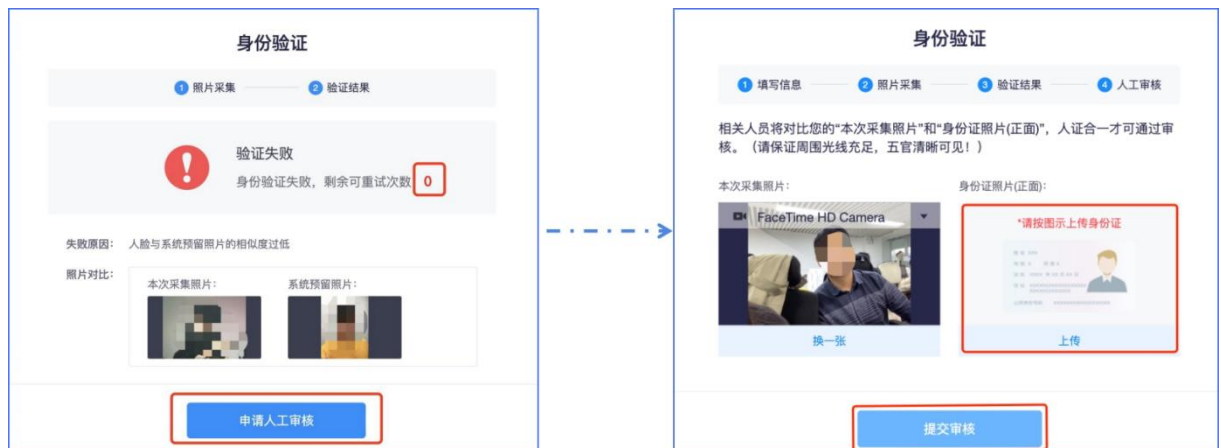 身份验证
1 照片采集 2 验证结果
验证失败
身份验证失败，剩余可重试次数 0
失败原因： 人脸与系统预留照片的相似度过低
照片对比：
本次采集照片： 系统预留照片：
申请人工审核
身份验证
1 填写信息 2 照片采集 3 验证结果 4 人工审核
相关人员将对比您的“本次采集照片”和“身份证照片(正面)”，人证合一才可通过审
核。（请保证周围光线充足，五官清晰可见！）
本次采集照片： 身份证照片(正面)：
FaceTime HD Camera
*请按图示上传身份证
换一张 上传
提交审核